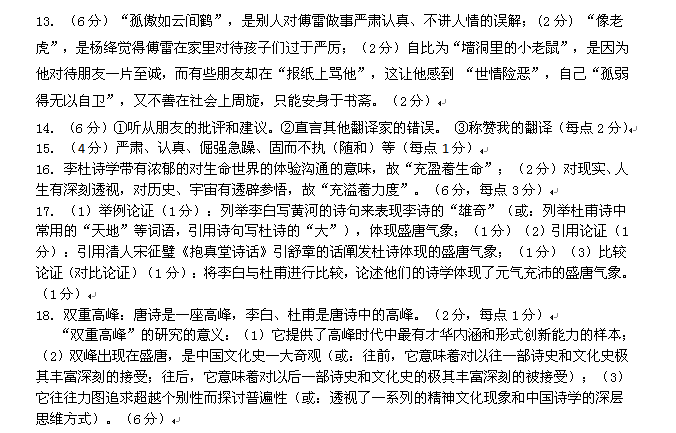 13. （6分）“孤傲如云间鹤”，是别人对傅雷做事严肃认真、不讲人情的误解；（2分）“像老
虎”，是杨绛觉得傅雷在家里对待孩子们过于严厉；（2分）自比为“墙洞里的小老鼠”，是因为
他对待朋友一片至诚，而有些朋友却在“报纸上骂他”，这让他感到 “世情险恶”，自己“孤弱
得无以自卫”，又不善在社会上周旋，只能安身于书斋。（2分）
14. （6分）①听从朋友的批评和建议。②直言其他翻译家的错误。 ③称赞我的翻译（每点2分）
15. （4分）严肃、认真、倔强急躁、固而不执（随和）等（每点1分）
16. 李杜诗学带有浓郁的对生命世界的体验沟通的意味，故“充盈着生命”；（2分）对现实、人
生有深刻透视，对历史、宇宙有透辟参悟，故“充溢着力度”。（6分，每点3分）
17. （1）举例论证（1分）：列举李白写黄河的诗句来表现李诗的“雄奇”（或：列举杜甫诗中
常用的“天地”等词语，引用诗句写杜诗的“大”），体现盛唐气象；（1分）（2）引用论证（1
分）：引用清人宋征璧《抱真堂诗话》引舒章的话阐发杜诗体现的盛唐气象；（1分）（3）比较
论证（对比论证）（1分）：将李白与杜甫进行比较，论述他们的诗学体现了元气充沛的盛唐气象。
（1分）
18. 双重高峰：唐诗是一座高峰，李白、杜甫是唐诗中的高峰。（2分，每点1分）
“双重高峰”的研究的意义：（1）它提供了高峰时代中最有才华内涵和形式创新能力的样本；
（2）双峰出现在盛唐，是中国文化史一大奇观（或：往前，它意味着对以往一部诗史和文化史极
其丰富深刻的接受；往后，它意味着对以后一部诗史和文化史的极其丰富深刻的被接受）；（3）
它往往力图追求超越个别性而探讨普遍性（或：透视了一系列的精神文化现象和中国诗学的深层
思维方式）。（6分）